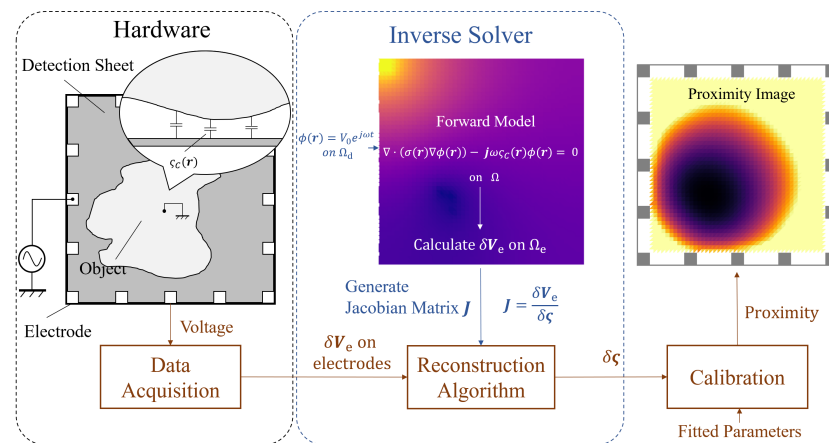 Hardware
Detection Sheet
ς_C(𝒓)
Object
Electrode
Voltage
Data
Acquisition
Inverse Solver
ϕ(𝒓) = V₀e^{jωt}
on Ω_d
Forward Model
∇ · (σ(𝒓)∇ϕ(𝒓)) − 𝒋ως_C(𝒓)ϕ(𝒓) = 0
on Ω
Calculate δ𝑽_e on Ω_e
Generate
Jacobian Matrix 𝑱
𝑱 = δ𝑽_e / δ𝝇
δ𝑽_e on
electrodes
Reconstruction
Algorithm
δ𝝇
Proximity Image
Proximity
Calibration
Fitted Parameters